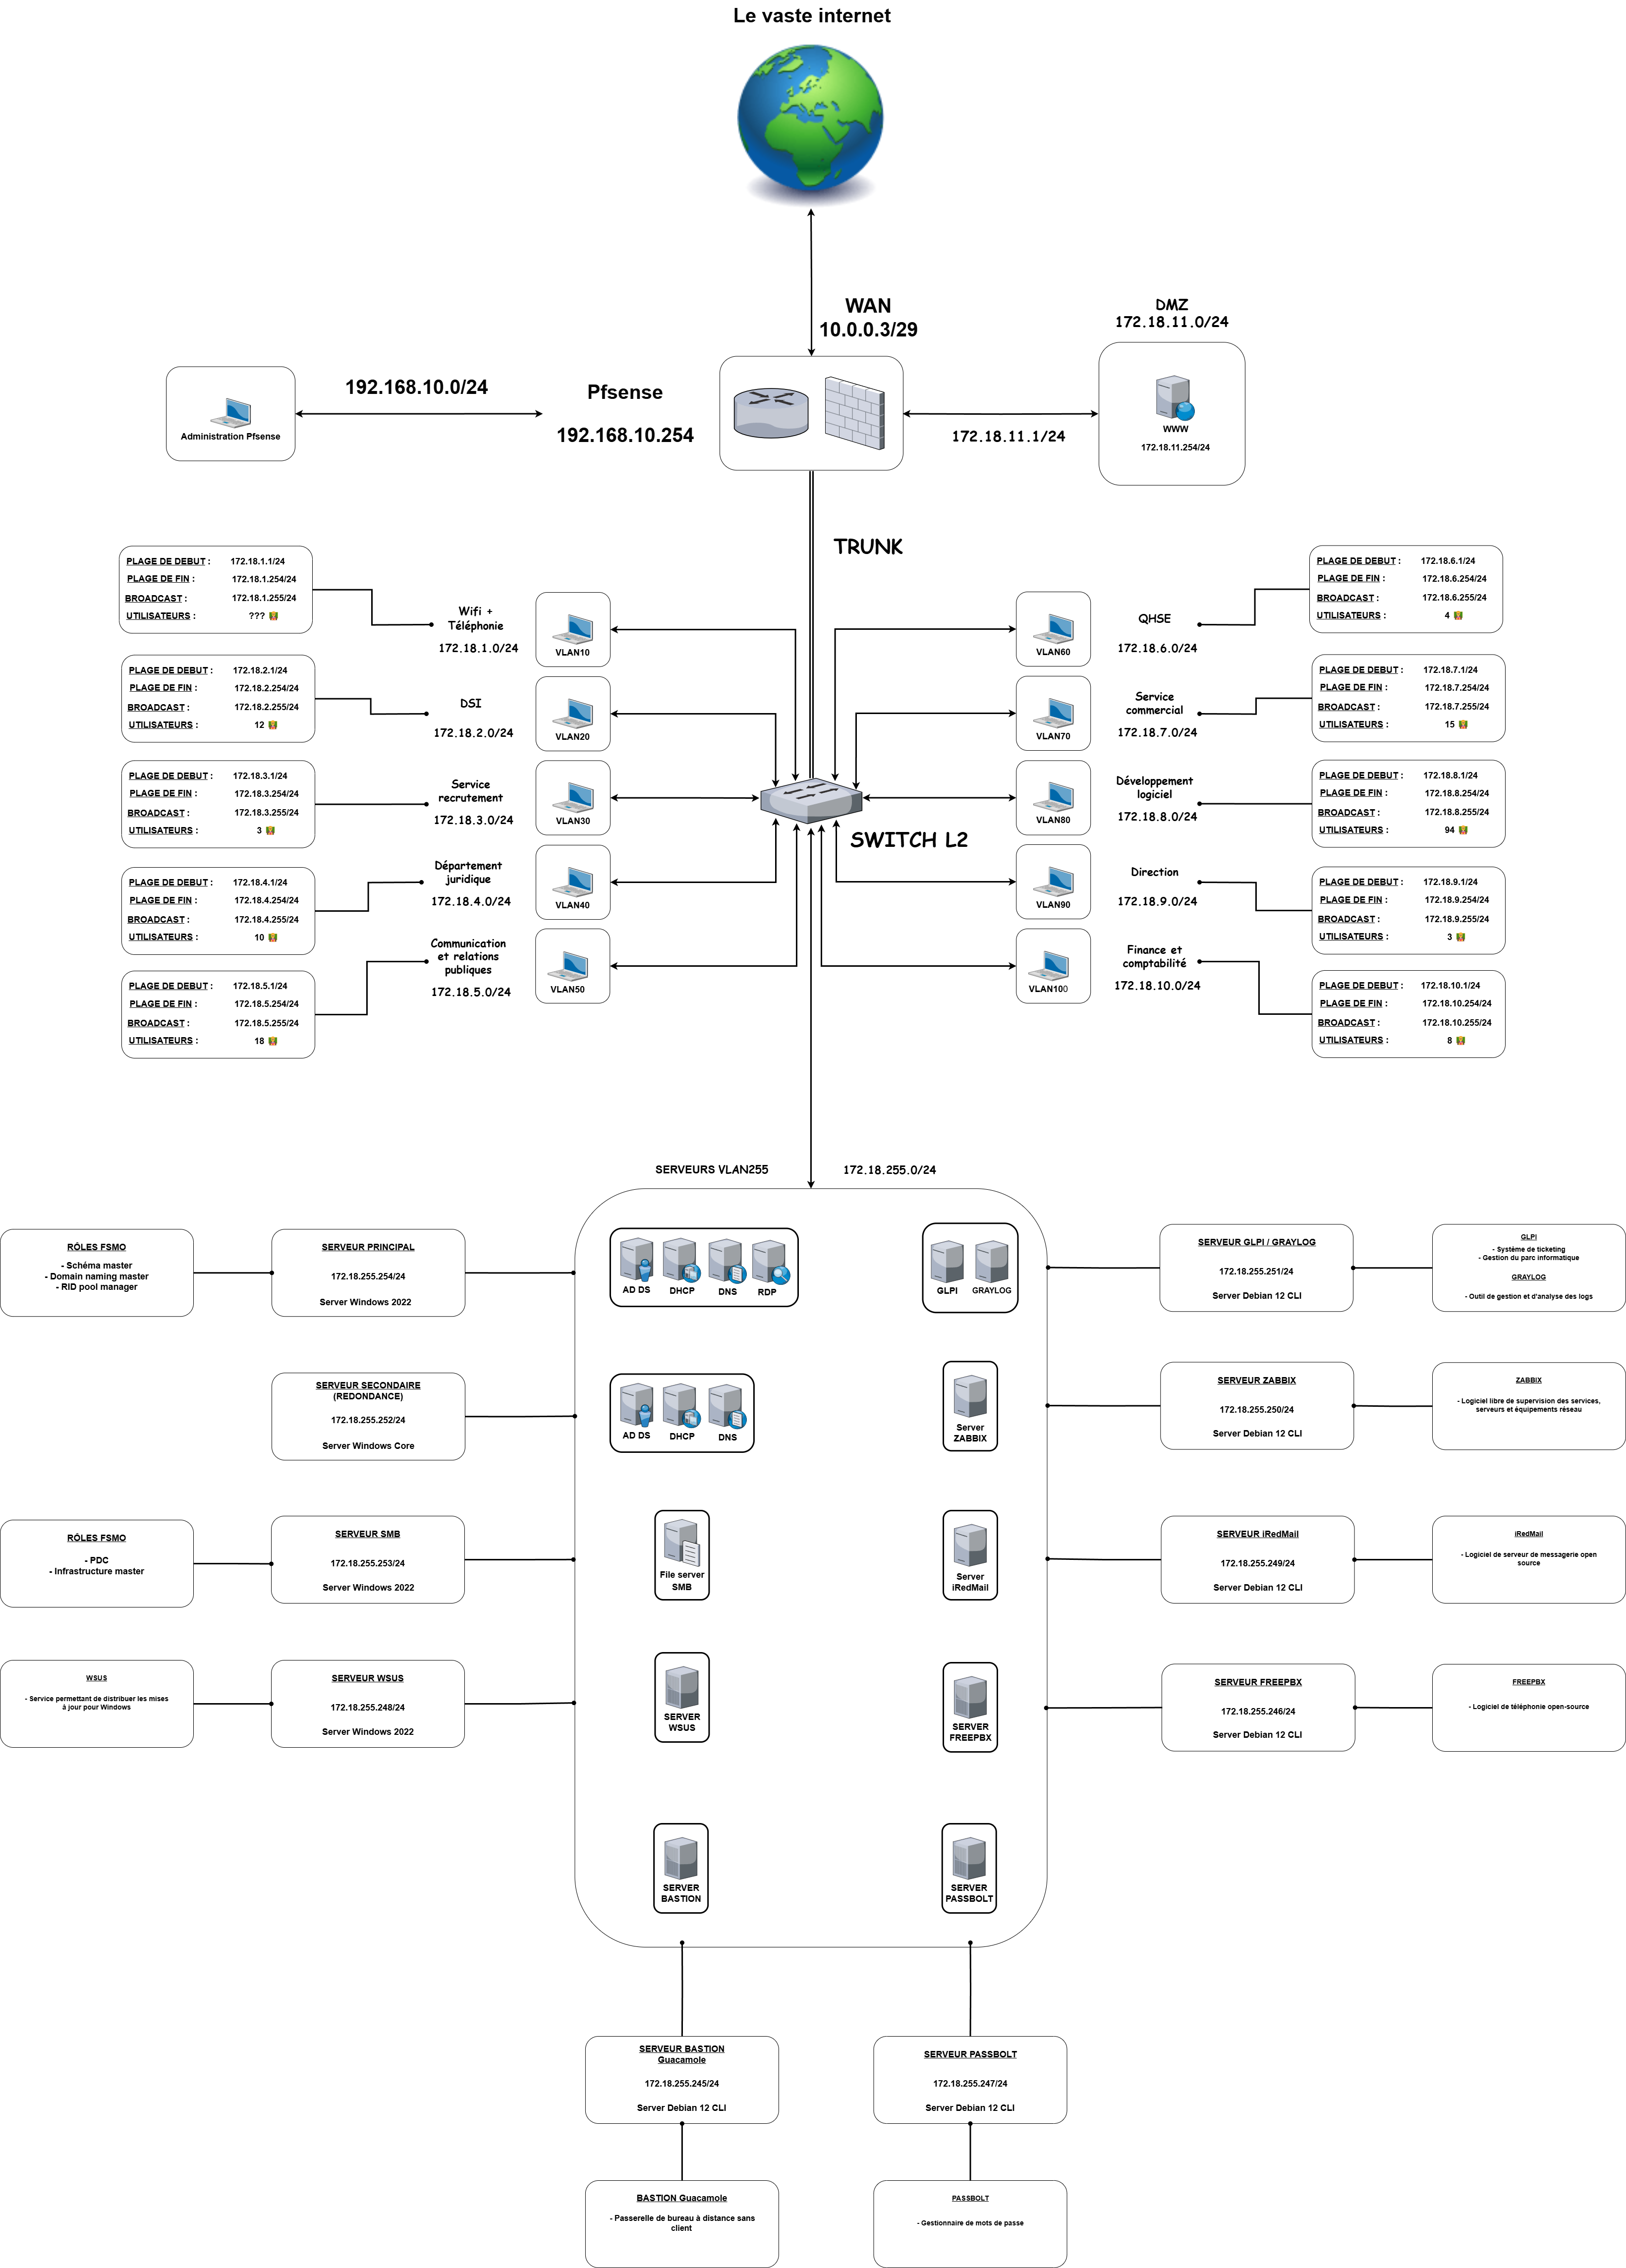 Le vaste internet
WAN
10.0.0.3/29
DMZ
172.18.11.0/24
Administration Pfsense
192.168.10.0/24
Pfsense
192.168.10.254
172.18.11.1/24
WWW
172.18.11.254/24
TRUNK
PLAGE DE DEBUT : 172.18.1.1/24
PLAGE DE FIN : 172.18.1.254/24
BROADCAST : 172.18.1.255/24
UTILISATEURS : ???
Wifi +
Téléphonie
172.18.1.0/24
VLAN10
PLAGE DE DEBUT : 172.18.2.1/24
PLAGE DE FIN : 172.18.2.254/24
BROADCAST : 172.18.2.255/24
UTILISATEURS : 12
DSI
172.18.2.0/24
VLAN20
PLAGE DE DEBUT : 172.18.3.1/24
PLAGE DE FIN : 172.18.3.254/24
BROADCAST : 172.18.3.255/24
UTILISATEURS : 3
Service
recrutement
172.18.3.0/24
VLAN30
PLAGE DE DEBUT : 172.18.4.1/24
PLAGE DE FIN : 172.18.4.254/24
BROADCAST : 172.18.4.255/24
UTILISATEURS : 10
Département
juridique
172.18.4.0/24
VLAN40
PLAGE DE DEBUT : 172.18.5.1/24
PLAGE DE FIN : 172.18.5.254/24
BROADCAST : 172.18.5.255/24
UTILISATEURS : 18
Communication
et relations
publiques
172.18.5.0/24
VLAN50
SWITCH L2
VLAN60
QHSE
172.18.6.0/24
PLAGE DE DEBUT : 172.18.6.1/24
PLAGE DE FIN : 172.18.6.254/24
BROADCAST : 172.18.6.255/24
UTILISATEURS : 4
VLAN70
Service
commercial
172.18.7.0/24
PLAGE DE DEBUT : 172.18.7.1/24
PLAGE DE FIN : 172.18.7.254/24
BROADCAST : 172.18.7.255/24
UTILISATEURS : 15
VLAN80
Développement
logiciel
172.18.8.0/24
PLAGE DE DEBUT : 172.18.8.1/24
PLAGE DE FIN : 172.18.8.254/24
BROADCAST : 172.18.8.255/24
UTILISATEURS : 94
VLAN90
Direction
172.18.9.0/24
PLAGE DE DEBUT : 172.18.9.1/24
PLAGE DE FIN : 172.18.9.254/24
BROADCAST : 172.18.9.255/24
UTILISATEURS : 3
VLAN100
Finance et
comptabilité
172.18.10.0/24
PLAGE DE DEBUT : 172.18.10.1/24
PLAGE DE FIN : 172.18.10.254/24
BROADCAST : 172.18.10.255/24
UTILISATEURS : 8
SERVEURS VLAN255 172.18.255.0/24
RÔLES FSMO
- Schéma master
- Domain naming master
- RID pool manager
SERVEUR PRINCIPAL
172.18.255.254/24
Server Windows 2022
AD DS DHCP DNS RDP
GLPI GRAYLOG
SERVEUR GLPI / GRAYLOG
172.18.255.251/24
Server Debian 12 CLI
GLPI
- Systéme de ticketing
- Gestion du parc informatique
GRAYLOG
- Outil de gestion et d'analyse des logs
SERVEUR SECONDAIRE
(REDONDANCE)
172.18.255.252/24
Server Windows Core
AD DS DHCP DNS
Server
ZABBIX
SERVEUR ZABBIX
172.18.255.250/24
Server Debian 12 CLI
ZABBIX
- Logiciel libre de supervision des services,
serveurs et équipements réseau
RÔLES FSMO
- PDC
- Infrastructure master
SERVEUR SMB
172.18.255.253/24
Server Windows 2022
File server
SMB
Server
iRedMail
SERVEUR iRedMail
172.18.255.249/24
Server Debian 12 CLI
iRedMail
- Logiciel de serveur de messagerie open
source
WSUS
- Service permettant de distribuer les mises
à jour pour Windows
SERVEUR WSUS
172.18.255.248/24
Server Windows 2022
SERVER
WSUS
SERVER
FREEPBX
SERVEUR FREEPBX
172.18.255.246/24
Server Debian 12 CLI
FREEPBX
- Logiciel de téléphonie open-source
SERVER
BASTION
SERVER
PASSBOLT
SERVEUR BASTION
Guacamole
172.18.255.245/24
Server Debian 12 CLI
SERVEUR PASSBOLT
172.18.255.247/24
Server Debian 12 CLI
BASTION Guacamole
- Passerelle de bureau à distance sans
client
PASSBOLT
- Gestionnaire de mots de passe